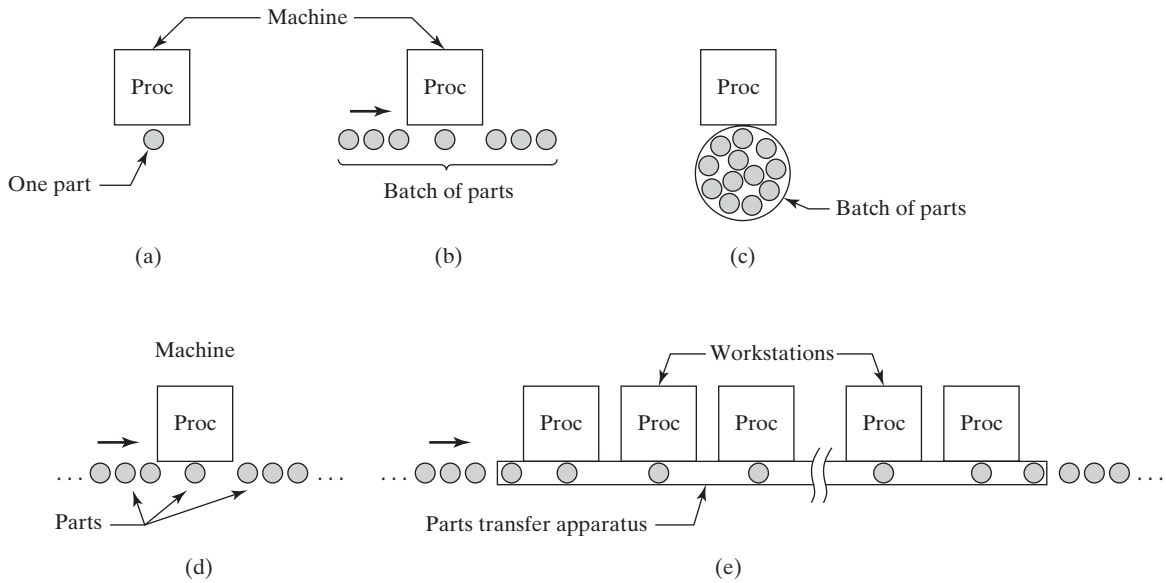 Machine
Proc
Proc
Proc
One part
Batch of parts
Batch of parts
(a)
(b)
(c)
Machine
Workstations
Proc
Proc
Proc
Proc
Proc
Proc
...
...
...
...
Parts
Parts transfer apparatus
(d)
(e)